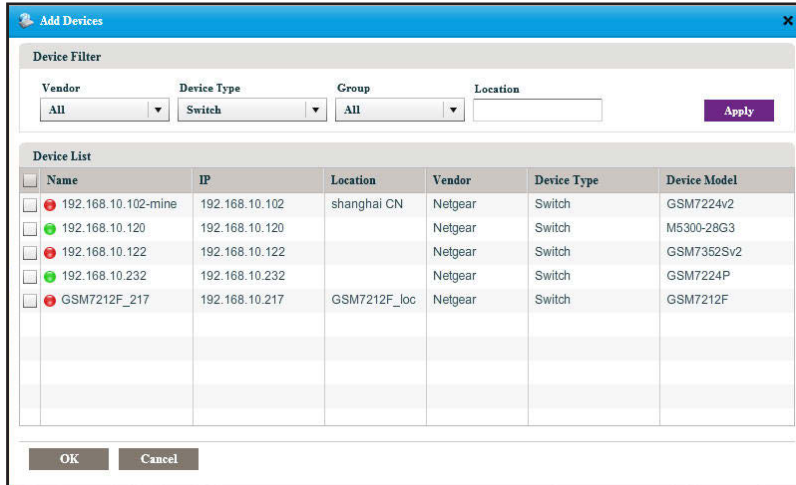 Add Devices
Device Filter
Vendor Device Type Group Location
All Switch All Apply
Device List
Name IP Location Vendor Device Type Device Model
192.168.10.102-mine 192.168.10.102 shanghai CN Netgear Switch GSM7224v2
192.168.10.120 192.168.10.120 Netgear Switch M5300-28G3
192.168.10.122 192.168.10.122 Netgear Switch GSM7352Sv2
192.168.10.232 192.168.10.232 Netgear Switch GSM7224P
GSM7212F_217 192.168.10.217 GSM7212F_loc Netgear Switch GSM7212F
OK Cancel